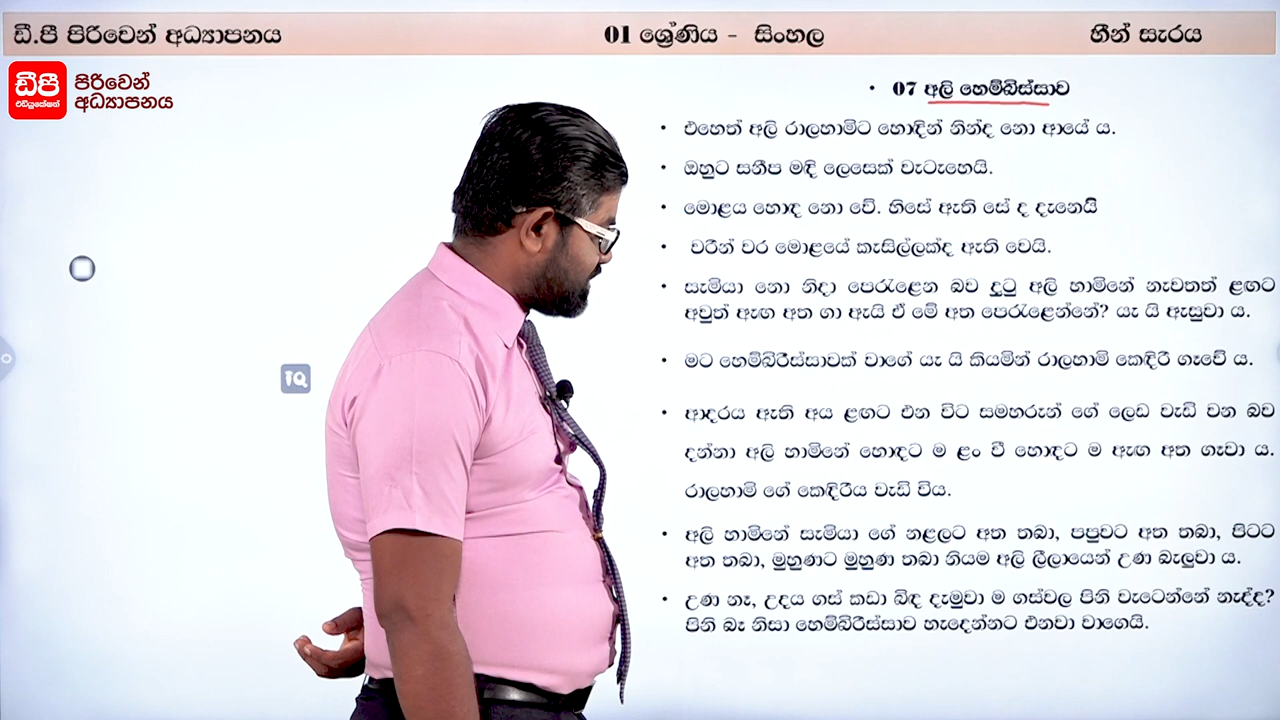 ඩී.පී පිරිවෙන් අධ්‍යාපනය 01 ශ්‍රේණිය - සිංහල හීන් සැරය
ඩීපී
එඩියුකේෂන්
පිරිවෙන්
අධ්‍යාපනය
• 07 අලි හෙම්බිස්සාව
• එහෙත් අලි රාලහාමිට හොඳින් නින්ද නො ආයේ ය.
• ඔහුට සනීප මඳි ලෙසෙක් වැටැහෙයි.
• මොළය හොඳ නො වේ. හිසේ ඇති සේ ද දැනෙයි
• වරින් වර මොළයේ කැසිල්ලක්ද ඇති වෙයි.
• සැමියා නො නිදා පෙරැළෙන බව දුටු අලි හාමිනේ නැවතත් ළඟට
අවුත් ඇඟ අත ගා ඇයි ඒ මේ අත පෙරැළෙන්නේ? යැ යි ඇසුවා ය.
• මට හෙම්බිරිස්සාවක් වාගේ යැ යි කියමින් රාලහාමි කෙඳිරි ගෑවේ ය.
• ආදරය ඇති අය ළඟට එන විට සමහරුන් ගේ ලෙඩ වැඩි වන බව
දන්නා අලි හාමිනේ හොඳට ම ළං වී හොඳට ම ඇඟ අත ගෑවා ය.
රාලහාමි ගේ කෙඳිරිය වැඩි විය.
• අලි හාමිනේ සැමියා ගේ නළලට අත තබා, පපුවට අත තබා, පිටට
අත තබා, මුහුණට මුහුණ තබා නියම අලි ලීලායෙන් උණ බැලුවා ය.
• උණ නෑ, උදය ගස් කඩා බිඳ දැමුවා ම ගස්වල පිනි වැටෙන්නේ නැද්ද?
පිනි බෑ නිසා හෙම්බිරිස්සාව හැදෙන්නට එනවා වාගෙයි.
IQ